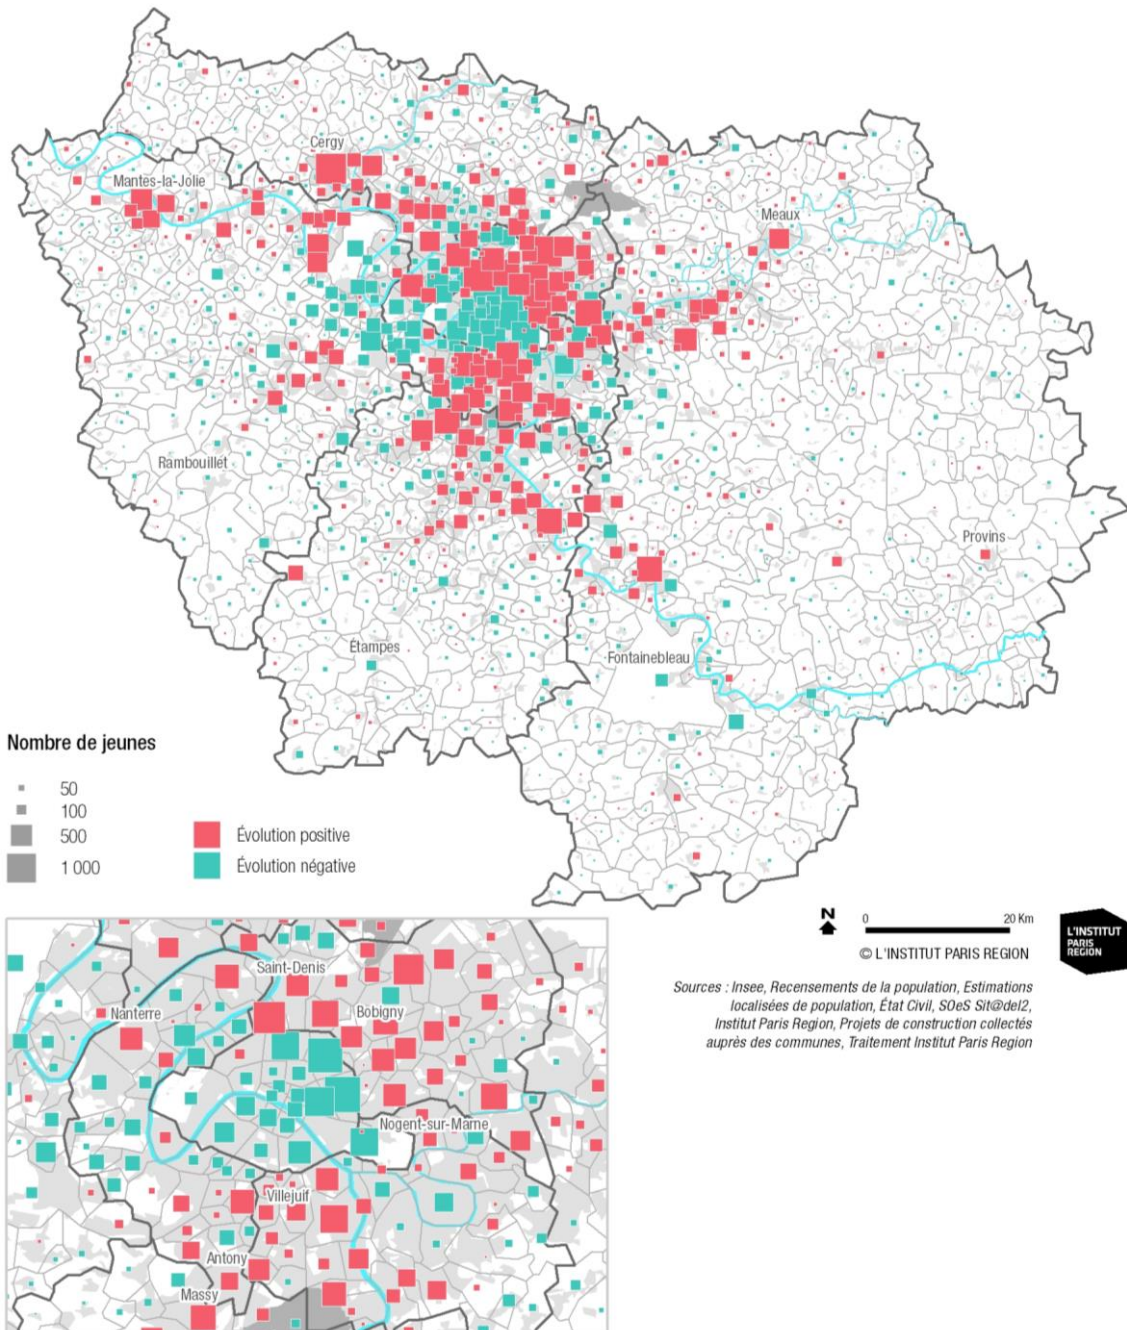 Cergy
Mantes-la-Jolie
Meaux
Rambouillet
Provins
Étampes
Fontainebleau
Nombre de jeunes
50
100
500
1 000
Évolution positive
Évolution négative
N
0
20 Km
© L'INSTITUT PARIS REGION
L'INSTITUT
PARIS
REGION
Sources : Insee, Recensements de la population, Estimations
localisées de population, État Civil, SOeS Sit@del2,
Institut Paris Region, Projets de construction collectés
auprès des communes, Traitement Institut Paris Region
Saint-Denis
Nanterre
Bobigny
Nogent-sur-Marne
Villejuif
Antony
Massy